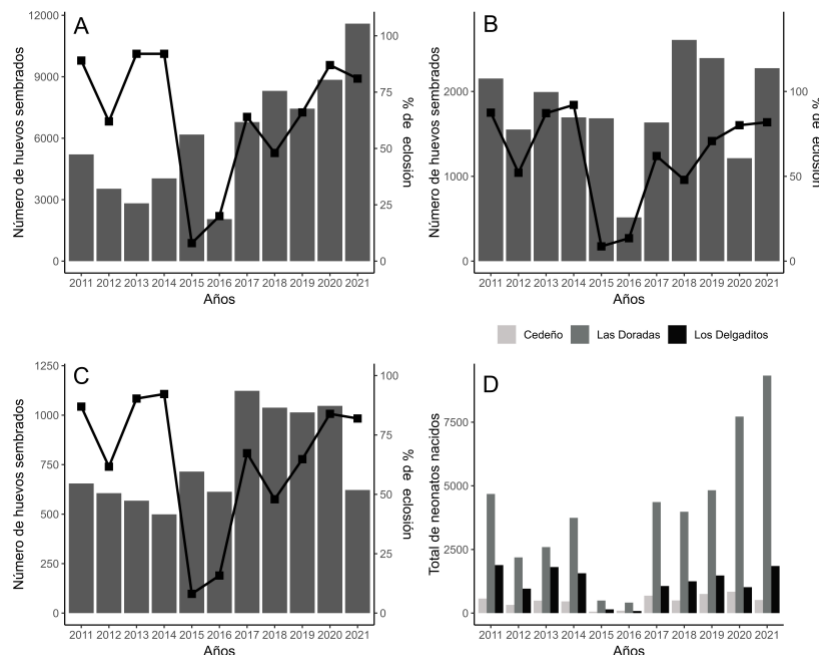 A
12000
9000
6000
3000
0
Número de huevos sembrados
100
75
50
25
0
% de eclosión
2011 2012 2013 2014 2015 2016 2017 2018 2019 2020 2021
Años
B
2000
1000
0
Número de huevos sembrados
100
50
0
% de eclosión
2011 2012 2013 2014 2015 2016 2017 2018 2019 2020 2021
Años
C
1250
1000
750
500
250
0
Número de huevos sembrados
100
75
50
25
0
% de eclosión
2011 2012 2013 2014 2015 2016 2017 2018 2019 2020 2021
Años
Cedeño Las Doradas Los Delgaditos
D
7500
5000
2500
0
Total de neonatos nacidos
2011 2012 2013 2014 2015 2016 2017 2018 2019 2020 2021
Años